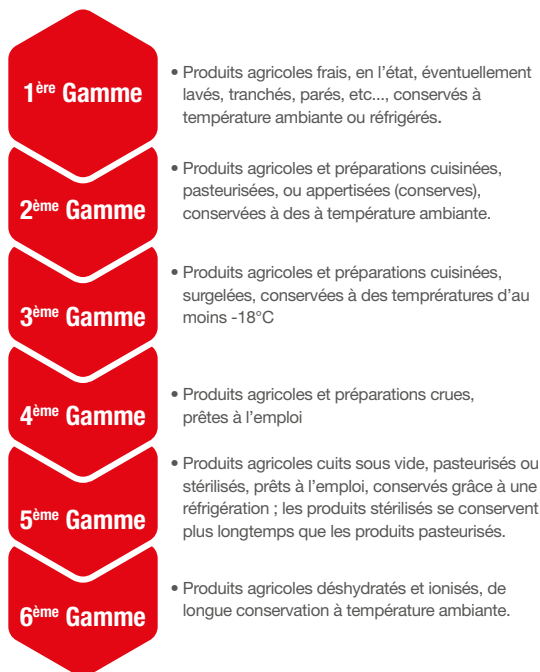 1ère Gamme
• Produits agricoles frais, en l'état, éventuellement
lavés, tranchés, parés, etc..., conservés à
température ambiante ou réfrigérés.
2ème Gamme
• Produits agricoles et préparations cuisinées,
pasteurisées, ou appertisées (conserves),
conservées à des à température ambiante.
3ème Gamme
• Produits agricoles et préparations cuisinées,
surgelées, conservées à des temprératures d'au
moins -18°C
4ème Gamme
• Produits agricoles et préparations crues,
prêtes à l'emploi
5ème Gamme
• Produits agricoles cuits sous vide, pasteurisés ou
stérilisés, prêts à l'emploi, conservés grâce à une
réfrigération ; les produits stérilisés se conservent
plus longtemps que les produits pasteurisés.
6ème Gamme
• Produits agricoles déshydratés et ionisés, de
longue conservation à température ambiante.